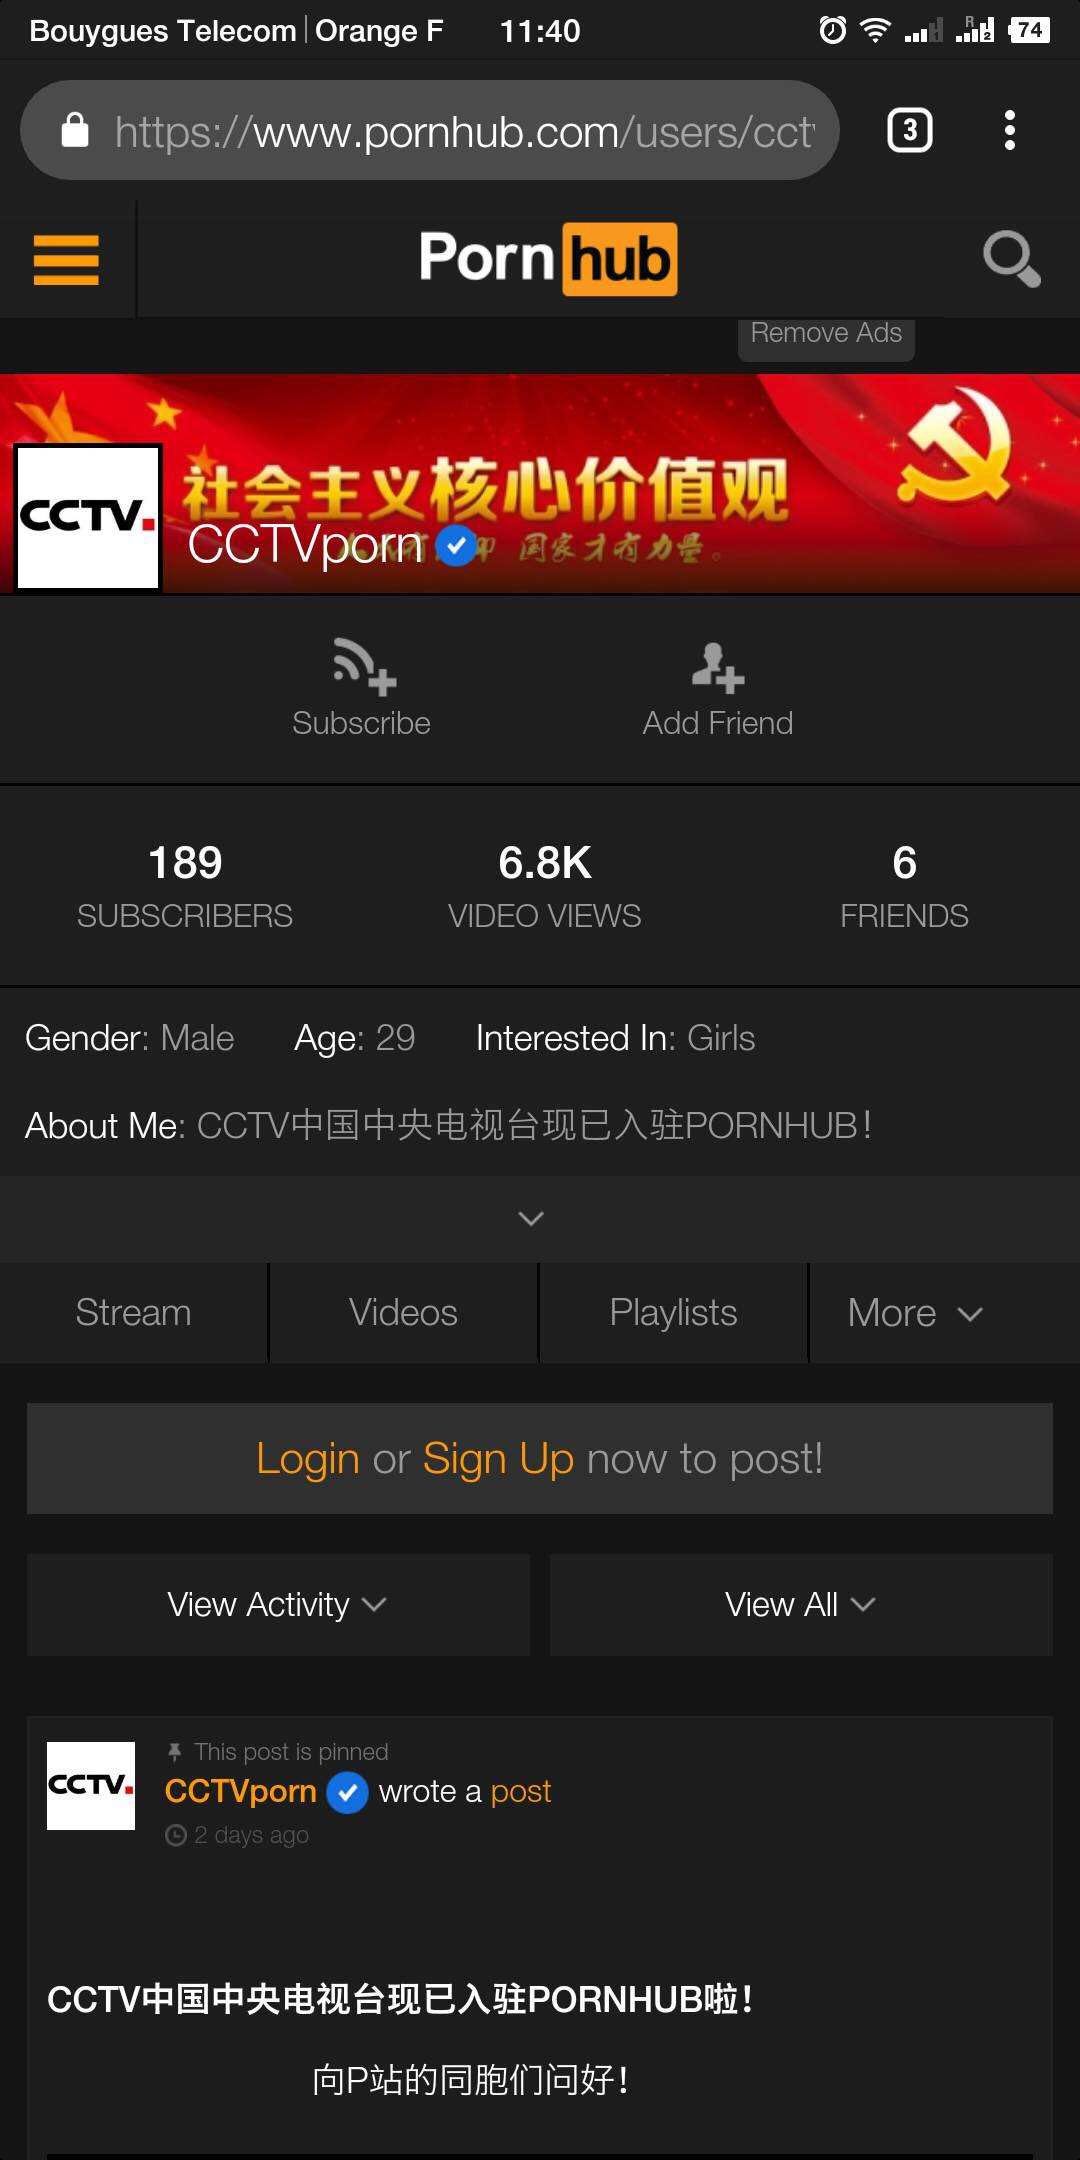 Bouygues Telecom | Orange F 11:40 R 1 2 74
https://www.pornhub.com/users/cct
3
Porn hub
Remove Ads
社会主义核心价值观
CCTV.
CCTVporn
国家才有力量。
Subscribe
Add Friend
189 6.8K 6
SUBSCRIBERS VIDEO VIEWS FRIENDS
Gender: Male Age: 29 Interested In: Girls
About Me: CCTV中国中央电视台现已入驻PORNHUB！
Stream Videos Playlists More
Login or Sign Up now to post!
View Activity View All
CCTV.
This post is pinned
CCTVporn wrote a post
2 days ago
CCTV中国中央电视台现已入驻PORNHUB啦！
向P站的同胞们问好！